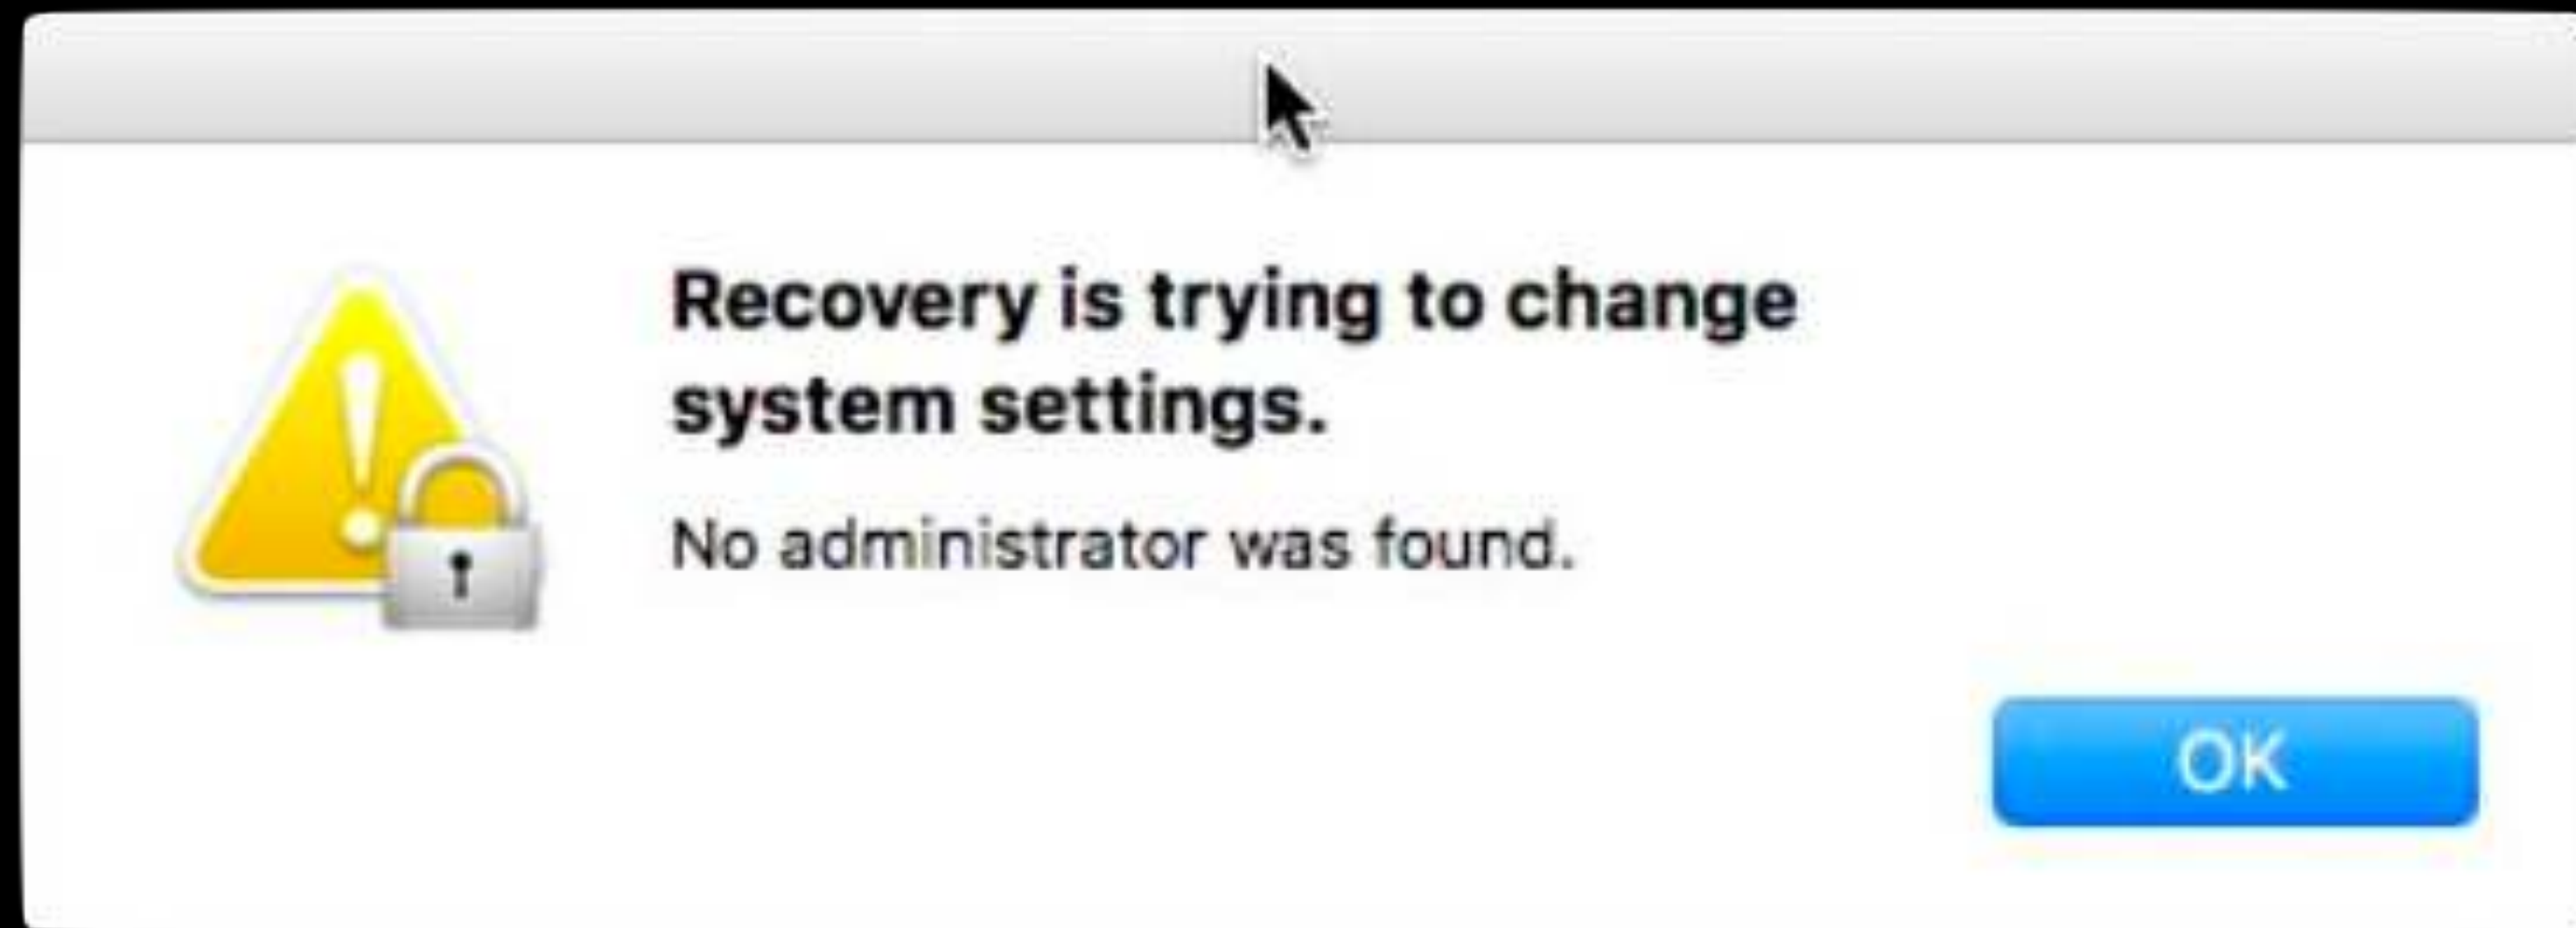 Recovery is trying to change
system settings.
No administrator was found.
OK